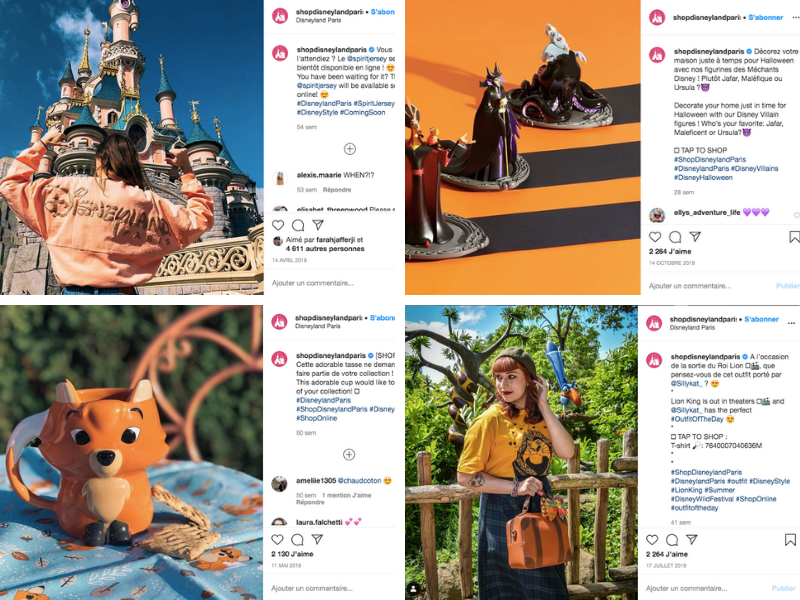 DISNEYLAND
PARIS
shopdisneylandparis • S'abon
Disneyland Paris
shopdisneylandparis Vous
l'attendiez ? Le @spiritjersey se
bientôt disponible en ligne ! 😍
You have been waiting for it? Th
@spiritjersey will be available s
online! 😍
#DisneylandParis #SpiritJersey
#DisneyStyle #ComingSoon
54 sem
alexis.maarie WHEN?!?
53 sem Répondre
Aimé par farahjafferji et
4 611 autres personnes
14 AVRIL 2019
Ajouter un commentaire...
shopdisneylandparis • S'abonner
shopdisneylandparis Décorez votre
maison juste à temps pour Halloween
avec nos figurines des Méchants
Disney ! Plutôt Jafar, Maléfique ou
Ursula ?😈
Decorate your home just in time for
Halloween with our Disney Villain
figures ! Who's your favorite: Jafar,
Maleficent or Ursula?😈
□ TAP TO SHOP
#ShopDisneylandParis
#DisneylandParis #DisneyVillains
#DisneyHalloween
28 sem
ellys_adventure_life 💜💜💜
2 264 J'aime
14 OCTOBRE 2019
Ajouter un commentaire...
Publier
shopdisneylandparis • S'abon
Disneyland Paris
shopdisneylandparis [SHOP
Cette adorable tasse ne deman
faire partie de votre collection !
This adorable cup would like to
of your collection! □
#DisneylandParis
#ShopDisneylandParis #Disney
#ShopOnline
50 sem
ameliie1305 @chaudcoton 😍
50 sem 1 mention J'aime
Répondre
laura.falchetti 💕💕
2 130 J'aime
11 MAI 2019
Ajouter un commentaire...
shopdisneylandparis • S'abonner
Disneyland Paris
shopdisneylandparis A l'occasion
de la sortie du Roi Lion □🎬, que
pensez-vous de cet outfit porté par
@Sillykat_ ? 😍
*
Lion King is out in theaters □🎬 and
@Sillykat_ has the perfect
#OutfitOfTheDay 😍
*
□ TAP TO SHOP :
T-shirt : 7640007040636M
*
*
#ShopDisneylandParis
#DisneylandParis #outfit #DisneyStyle
#LionKing #Summer
#DisneyWildFestival #ShopOnline
#outfitoftheday
41 sem
2 264 J'aime
17 JUILLET 2019
Ajouter un commentaire...
Publier